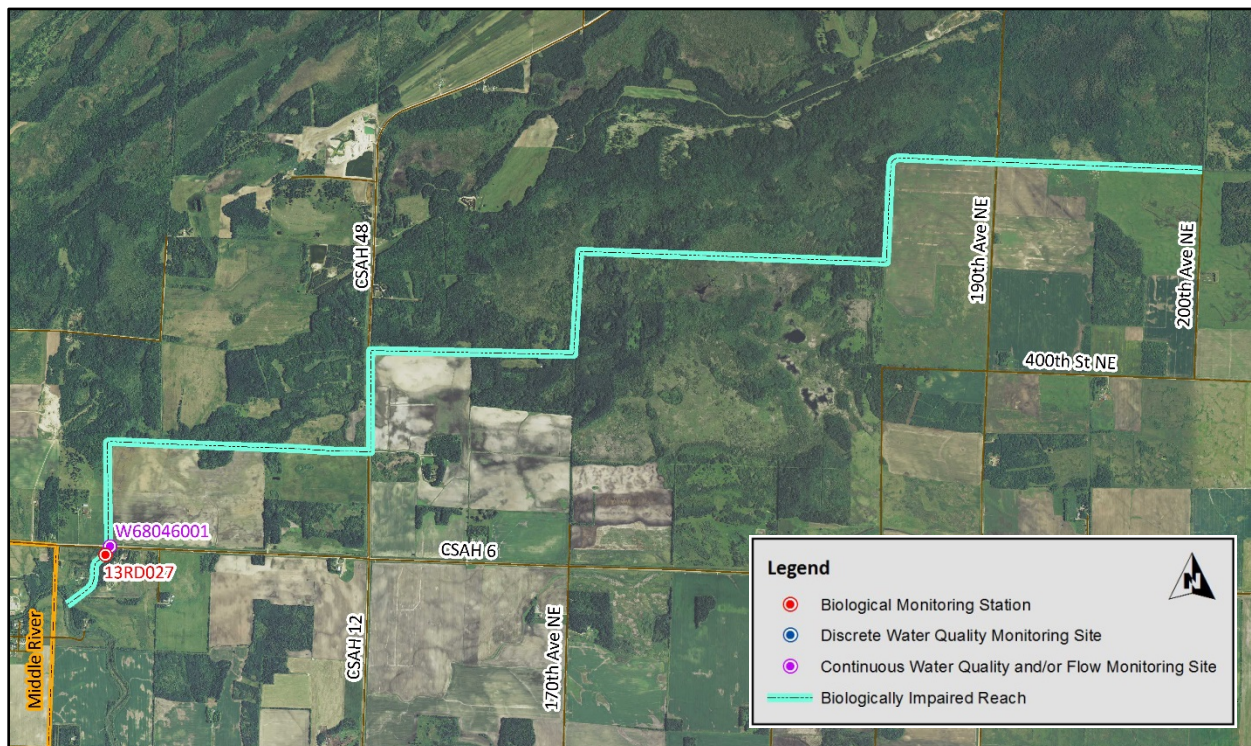 CSAH 48
190th Ave NE
200th Ave NE
400th St NE
W68046001
13RD027
CSAH 6
Middle River
CSAH 12
170th Ave NE
Legend
N
Biological Monitoring Station
Discrete Water Quality Monitoring Site
Continuous Water Quality and/or Flow Monitoring Site
Biologically Impaired Reach